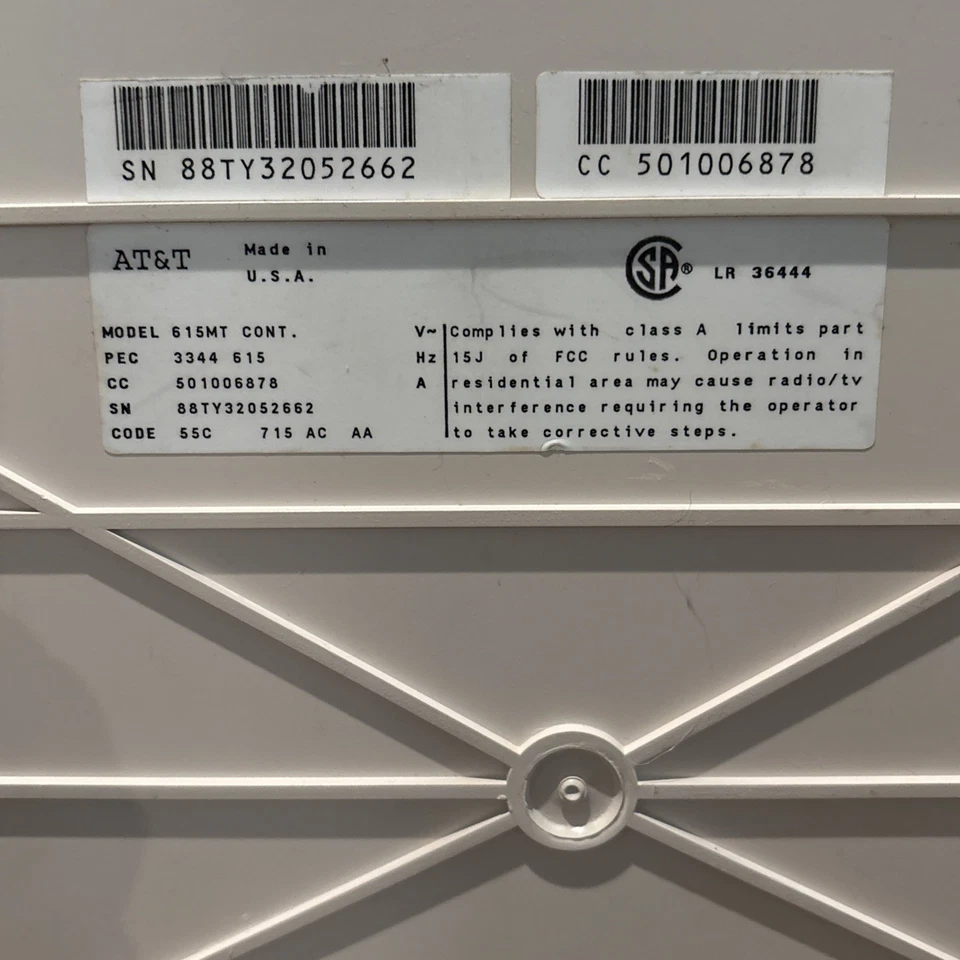 SN 88TY32052662
CC 501006878
AT&T
Made in
U.S.A.
CSA® LR 36444
MODEL 615MT CONT.
PEC 3344 615
CC 501006878
SN 88TY32052662
CODE 55C 715 AC AA
V~
Hz
A
Complies with class A limits part
15J of FCC rules. Operation in
residential area may cause radio/tv
interference requiring the operator
to take corrective steps.